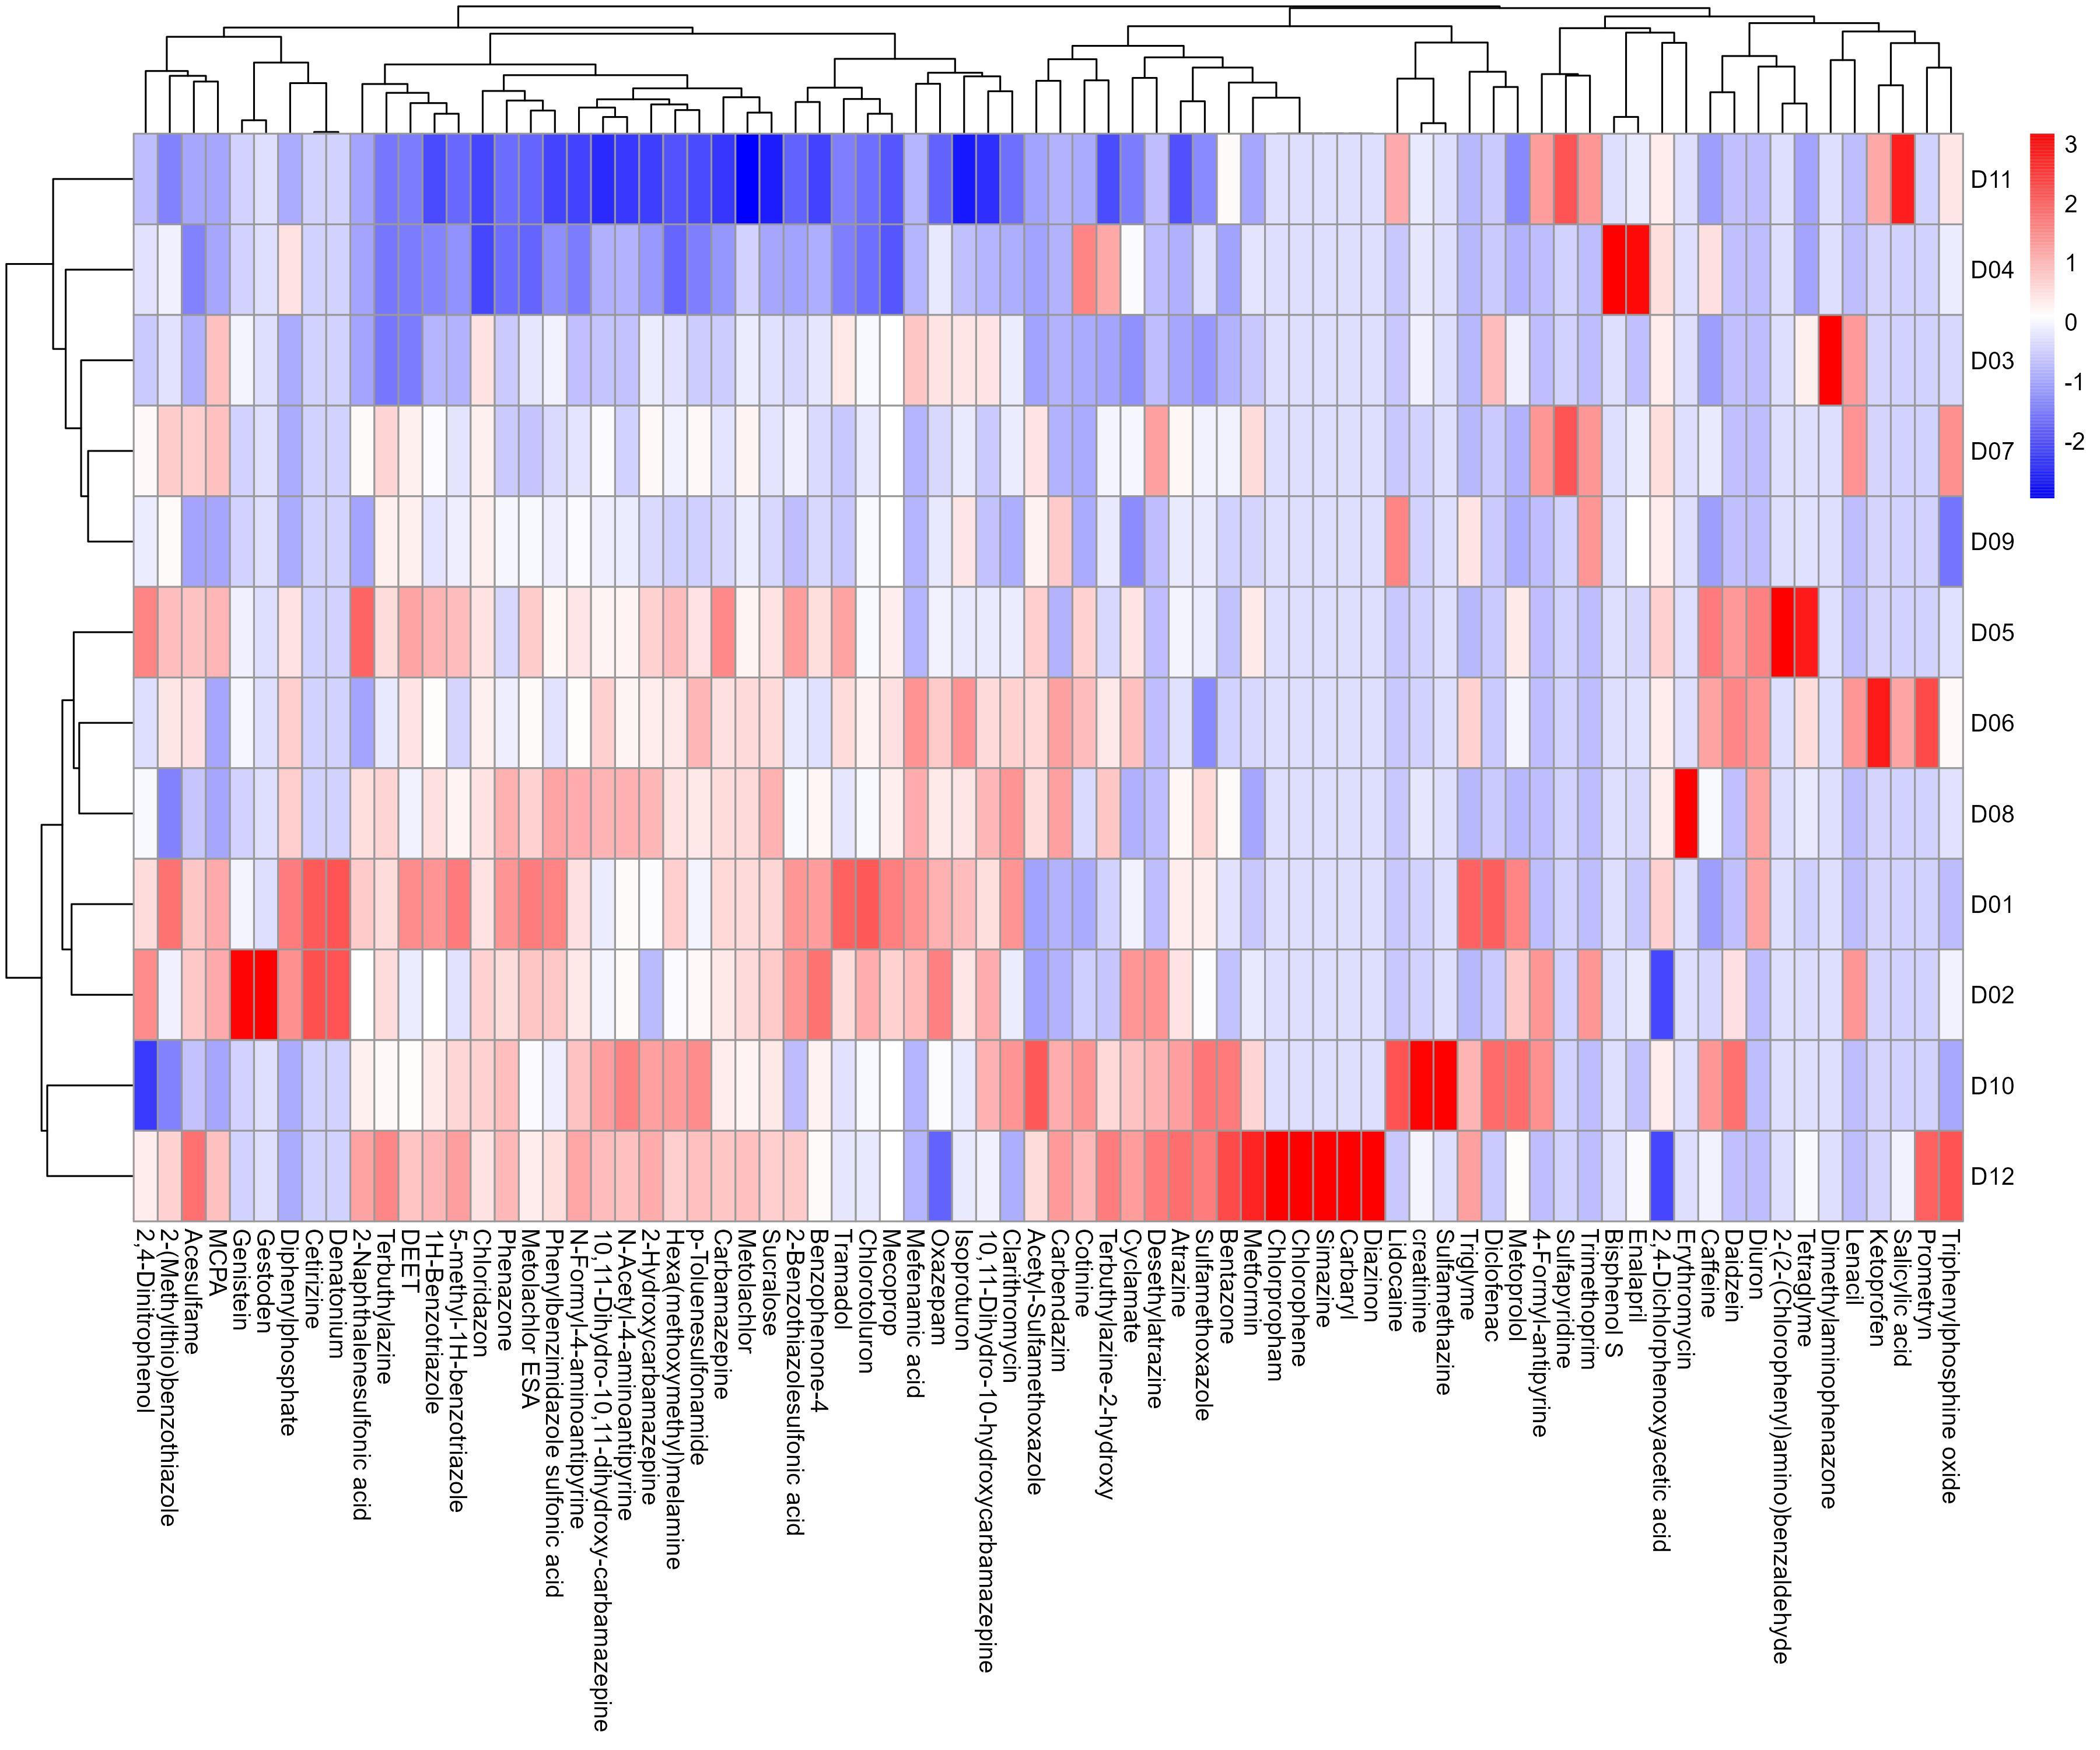 3
2
1
0
-1
-2
D11
D04
D03
D07
D09
D05
D06
D08
D01
D02
D10
D12
2,4-Dinitrophenol
2-(Methylthio)benzothiazole
Acesulfame
MCPA
Genistein
Gestoden
Diphenylphosphate
Cetirizine
Denatonium
2-Naphthalenesulfonic acid
Terbuthylazine
DEET
1H-Benzotriazole
5-methyl-1H-benzotriazole
Chloridazon
Phenazone
Metolachlor ESA
Phenylbenzimidazole sulfonic acid
N-Formyl-4-aminoantipyrine
10,11-Dihydro-10,11-dihydroxy-carbamazepine
N-Acetyl-4-aminoantipyrine
2-Hydroxycarbamazepine
Hexa(methoxymethyl)melamine
p-Toluenesulfonamide
Carbamazepine
Metolachlor
Sucralose
2-Benzothiazolesulfonic acid
Benzophenone-4
Tramadol
Chlorotoluron
Mecoprop
Mefenamic acid
Oxazepam
Isoproturon
10,11-Dihydro-10-hydroxycarbamazepine
Clarithromycin
Acetyl-Sulfamethoxazole
Carbendazim
Cotinine
Terbuthylazine-2-hydroxy
Cyclamate
Desethylatrazine
Atrazine
Sulfamethoxazole
Bentazone
Metformin
Chlorpropham
Chlorophene
Simazine
Carbaryl
Diazinon
Lidocaine
creatinine
Sulfamethazine
Triglyme
Diclofenac
Metoprolol
4-Formyl-antipyrine
Sulfapyridine
Trimethoprim
Bisphenol S
Enalapril
2,4-Dichlorphenoxyacetic acid
Erythromycin
Caffeine
Daidzein
Diuron
2-(2-(Chlorophenyl)amino)benzaldehyde
Tetraglyme
Dimethylaminophenazone
Lenacil
Ketoprofen
Salicylic acid
Prometryn
Triphenylphosphine oxide